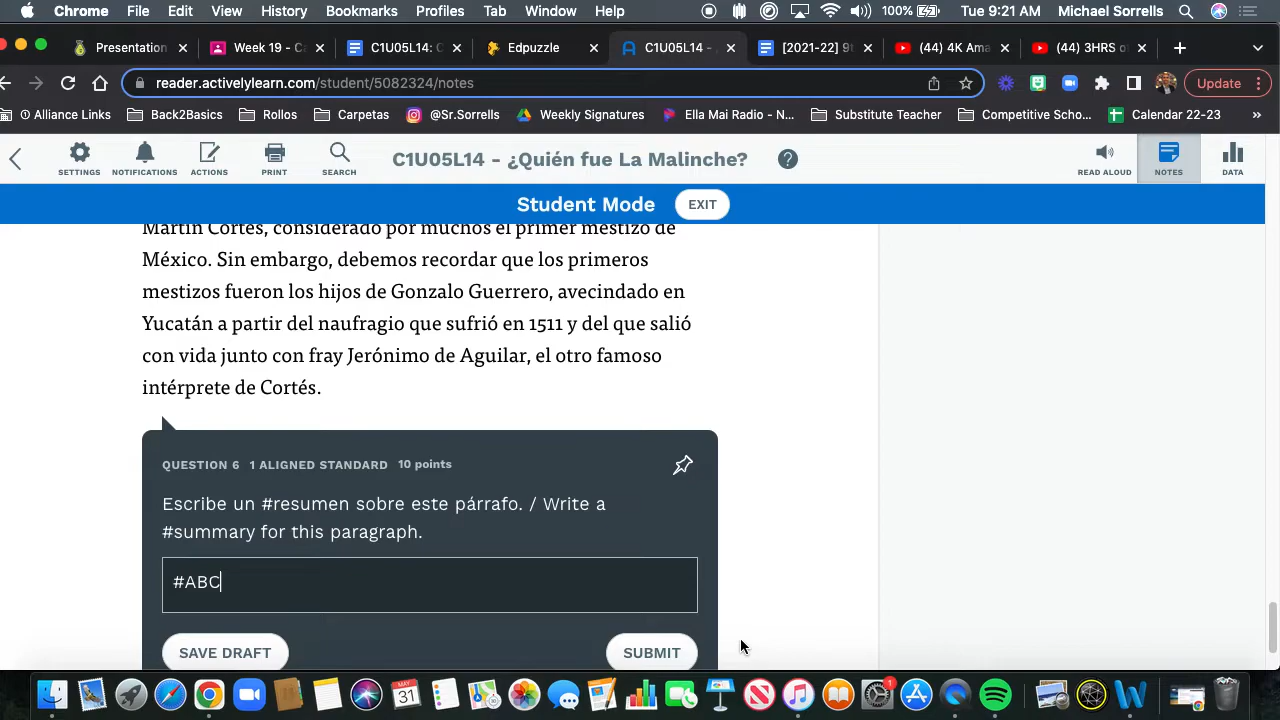 Chrome File Edit View History Bookmarks Profiles Tab Window Help 100% Tue 9:21 AM Michael Sorrells
Presentation Week 19 - C C1U05L14: C Edpuzzle C1U05L14 - [2021-22] 9t (44) 4K Ama (44) 3HRS o
reader.activelylearn.com/student/5082324/notes Update
Alliance Links Back2Basics Rollos Carpetas @Sr.Sorrells Weekly Signatures Ella Mai Radio - N... Substitute Teacher Competitive Scho... Calendar 22-23 »
SETTINGS NOTIFICATIONS ACTIONS PRINT SEARCH C1U05L14 - ¿Quién fue La Malinche? ? READ ALOUD NOTES DATA
Student Mode EXIT
Martín Cortés, considerado por muchos el primer mestizo de
México. Sin embargo, debemos recordar que los primeros
mestizos fueron los hijos de Gonzalo Guerrero, avecindado en
Yucatán a partir del naufragio que sufrió en 1511 y del que salió
con vida junto con fray Jerónimo de Aguilar, el otro famoso
intérprete de Cortés.
QUESTION 6 1 ALIGNED STANDARD 10 points
Escribe un #resumen sobre este párrafo. / Write a
#summary for this paragraph.
#ABC
SAVE DRAFT SUBMIT
MAY
31
1